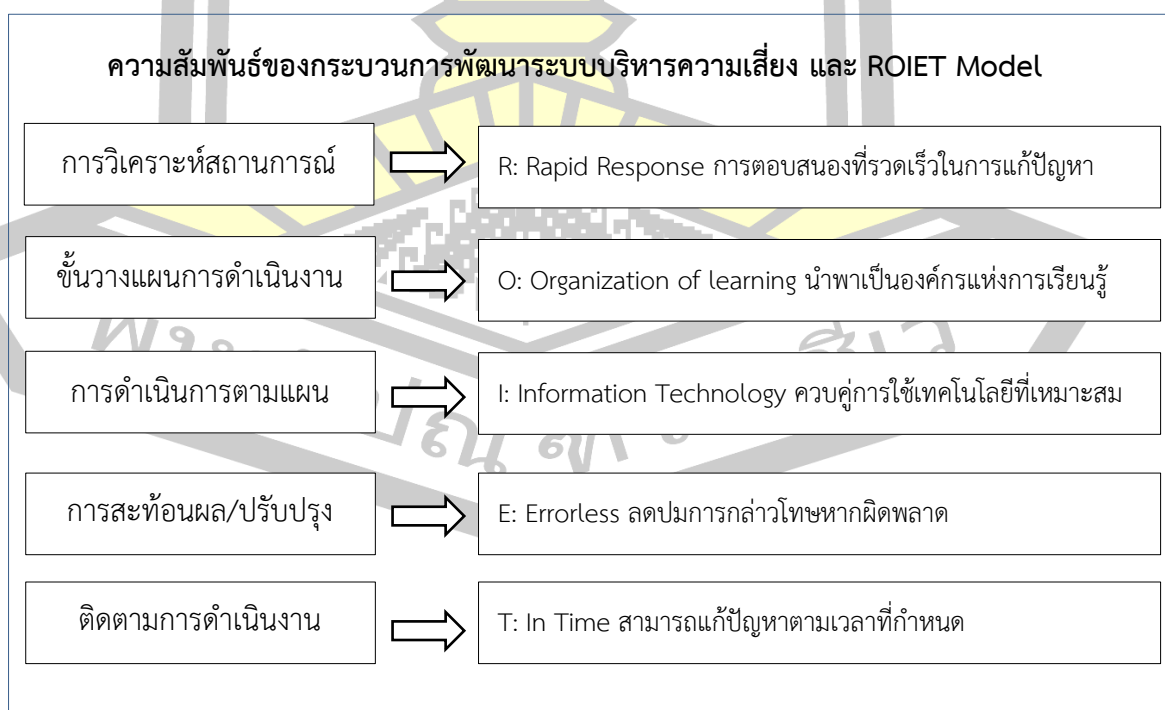 ความสัมพันธ์ของกระบวนการพัฒนาระบบบริหารความเสี่ยง และ ROIET Model
การวิเคราะห์สถานการณ์
R: Rapid Response การตอบสนองที่รวดเร็วในการแก้ปัญหา
ขั้นวางแผนการดำเนินงาน
O: Organization of learning นำพาเป็นองค์กรแห่งการเรียนรู้
การดำเนินการตามแผน
I: Information Technology ควบคู่การใช้เทคโนโลยีที่เหมาะสม
การสะท้อนผล/ปรับปรุง
E: Errorless ลดปมการกล่าวโทษหากผิดพลาด
ติดตามการดำเนินงาน
T: In Time สามารถแก้ปัญหาตามเวลาที่กำหนด